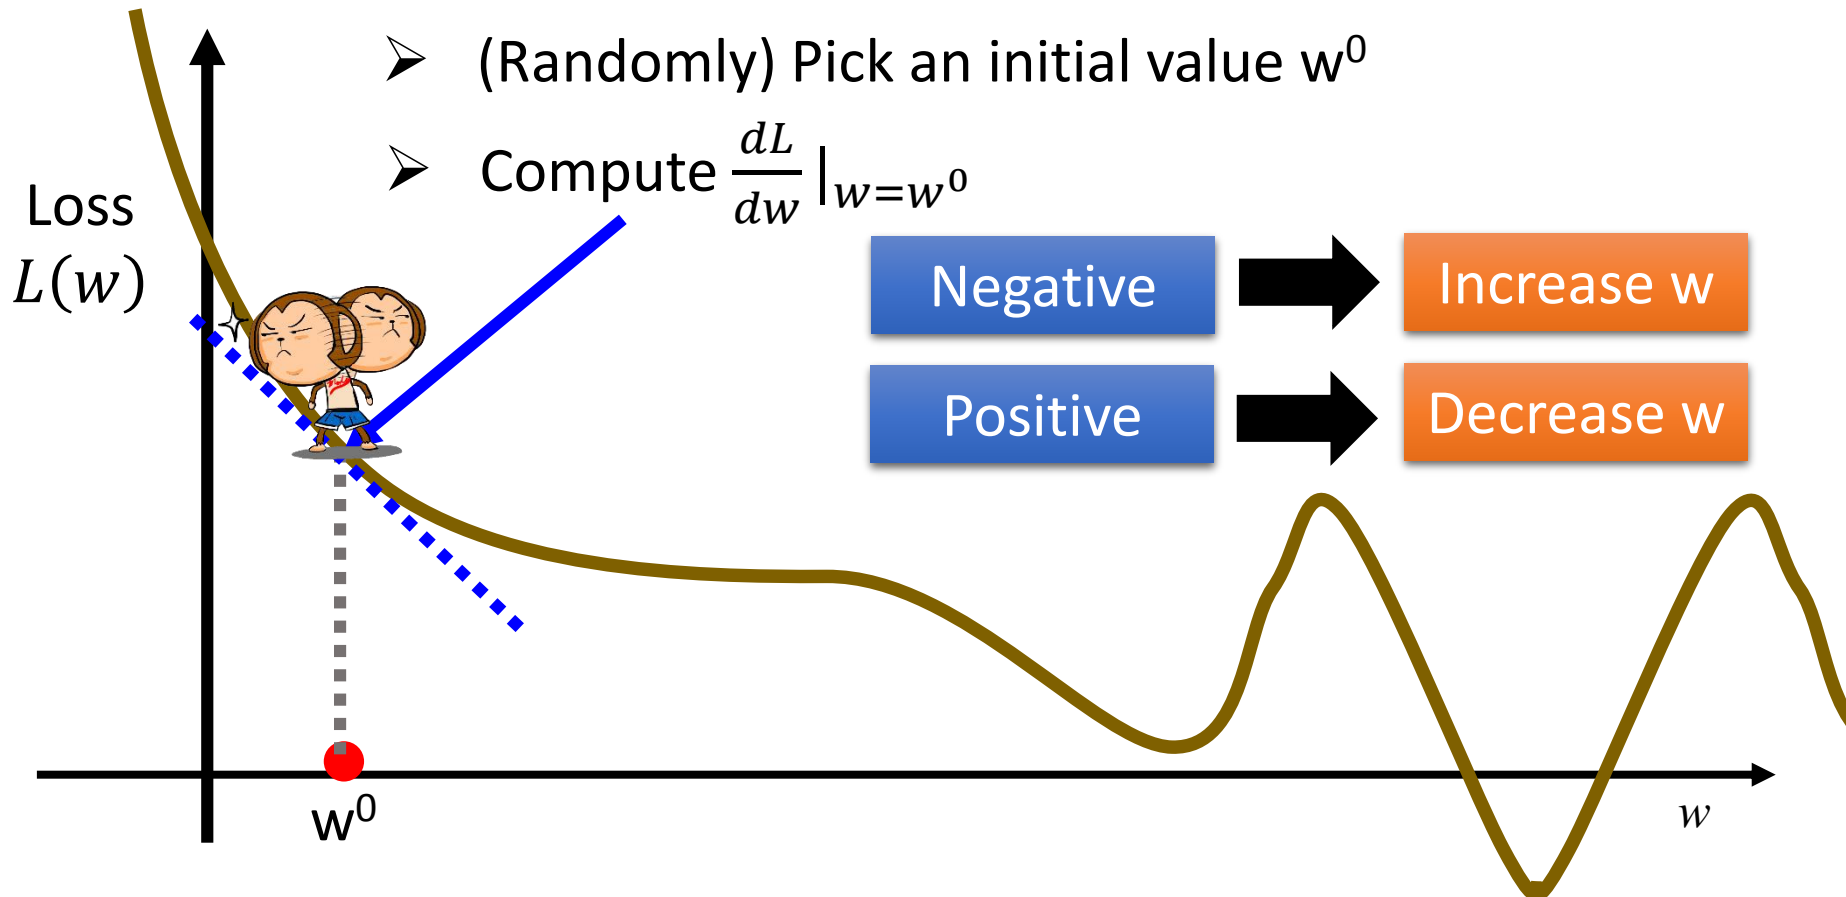 ➢ (Randomly) Pick an initial value w⁰
➢ Compute dL/dw |w=w⁰
Loss
L(w)
Negative
Increase w
Positive
Decrease w
w⁰
w